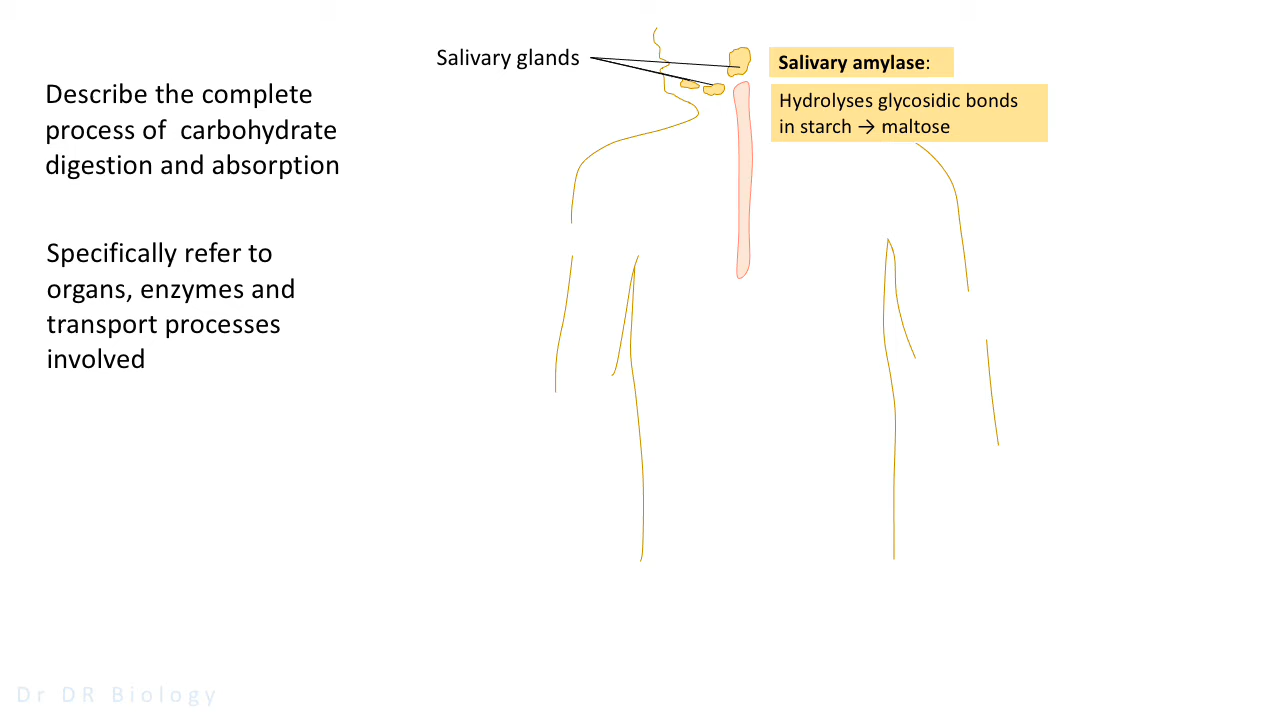 Describe the complete
process of  carbohydrate
digestion and absorption
Specifically refer to
organs, enzymes and
transport processes
involved
Salivary glands
Salivary amylase:
Hydrolyses glycosidic bonds
in starch → maltose
Dr DR Biology